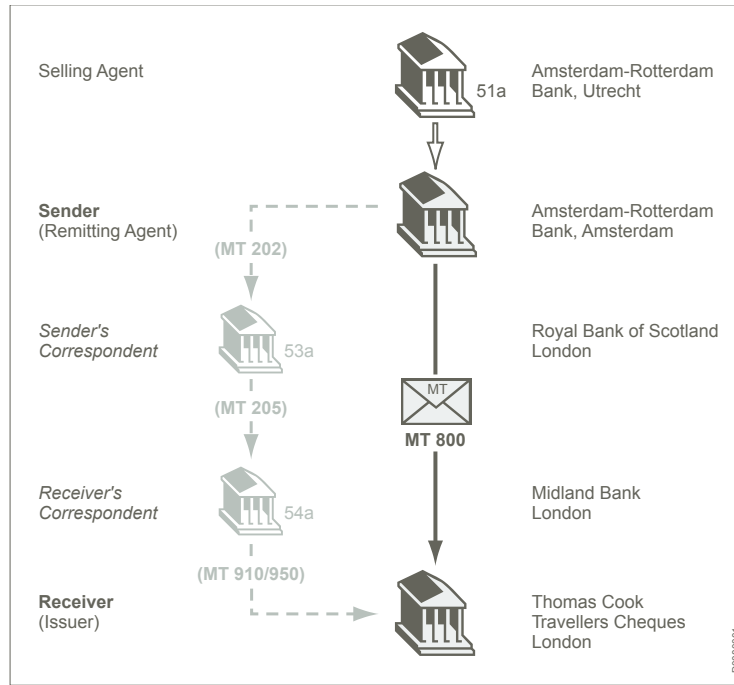 Selling Agent
51a
Amsterdam-Rotterdam
Bank, Utrecht
Sender
(Remitting Agent)
Amsterdam-Rotterdam
Bank, Amsterdam
(MT 202)
Sender's
Correspondent
53a
Royal Bank of Scotland
London
(MT 205)
MT
MT 800
Receiver's
Correspondent
54a
Midland Bank
London
(MT 910/950)
Receiver
(Issuer)
Thomas Cook
Travellers Cheques
London